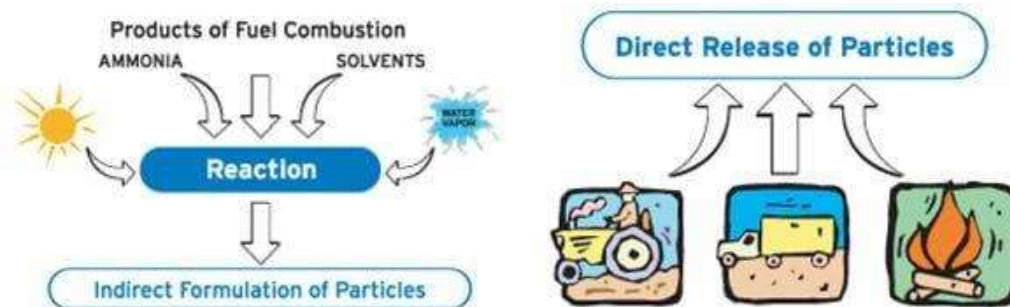 Products of Fuel Combustion
AMMONIA SOLVENTS
WATER
VAPOR
Reaction
Indirect Formulation of Particles
Direct Release of Particles